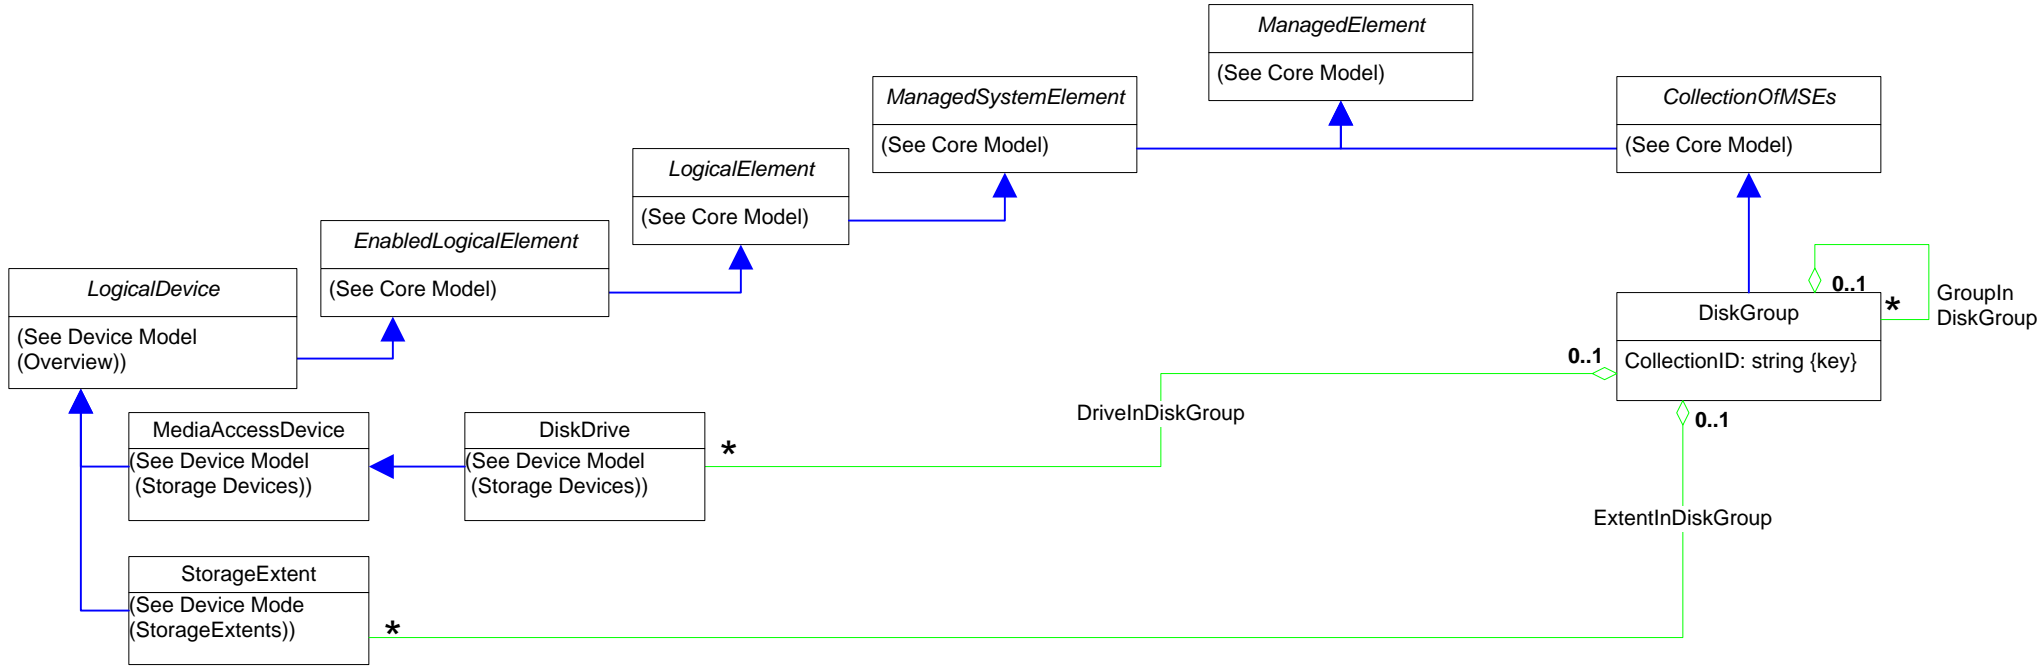 ManagedElement
(See Core Model)
ManagedSystemElement
(See Core Model)
CollectionOfMSEs
(See Core Model)
LogicalElement
(See Core Model)
EnabledLogicalElement
(See Core Model)
LogicalDevice
(See Device Model
(Overview))
0..1
*
GroupIn
DiskGroup
DiskGroup
CollectionID: string {key}
0..1
0..1
DriveInDiskGroup
MediaAccessDevice
(See Device Model
(Storage Devices))
DiskDrive
(See Device Model
(Storage Devices))
*
ExtentInDiskGroup
StorageExtent
(See Device Mode
(StorageExtents))
*